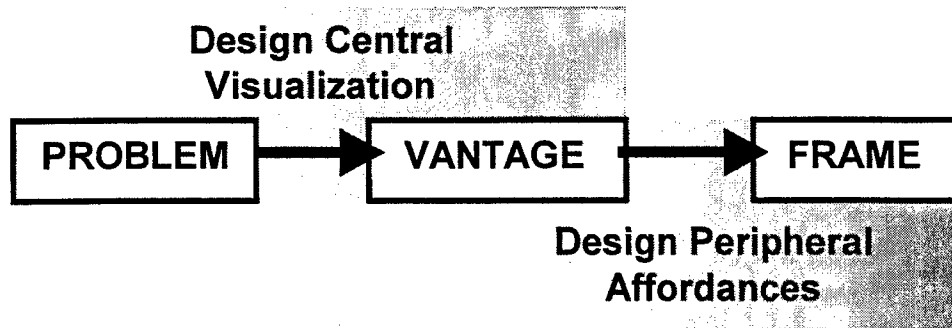 Design Central
Visualization
PROBLEM
VANTAGE
FRAME
Design Peripheral
Affordances